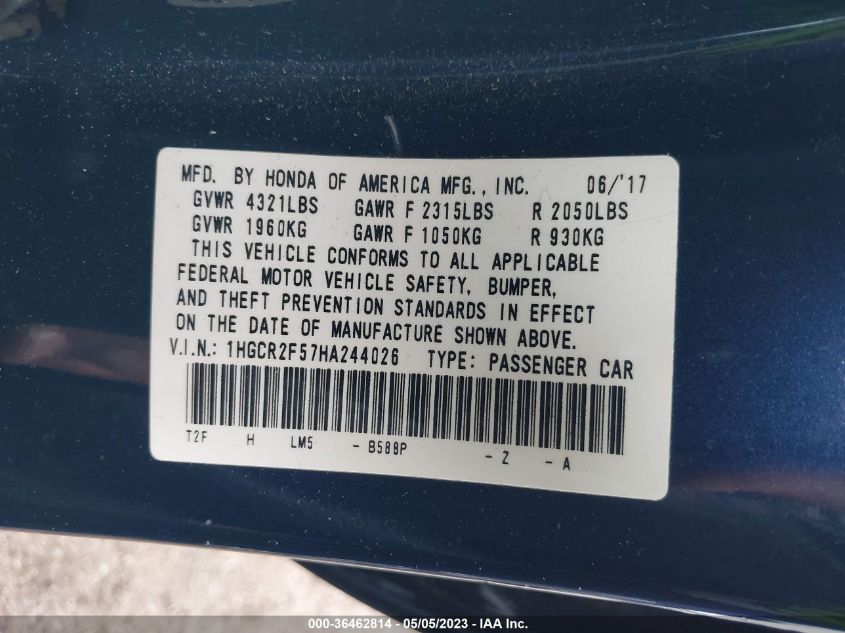 MFD. BY HONDA OF AMERICA MFG., INC. 06/'17
GVWR 4321LBS GAWR F 2315LBS R 2050LBS
GVWR 1960KG GAWR F 1050KG R 930KG
THIS VEHICLE CONFORMS TO ALL APPLICABLE
FEDERAL MOTOR VEHICLE SAFETY, BUMPER,
AND THEFT PREVENTION STANDARDS IN EFFECT
ON THE DATE OF MANUFACTURE SHOWN ABOVE.
V.I.N.: 1HGCR2F57HA244026 TYPE: PASSENGER CAR
T2F H LM5 - B588P - Z - A
000-36462814 - 05/05/2023 - IAA Inc.